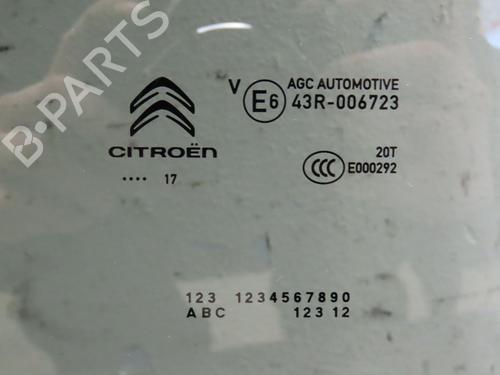 B-PARTS
V E6 AGC AUTOMOTIVE
43R-006723
CITROËN
.... 17
CCC 20T
E000292
123 1234567890
ABC 123 12